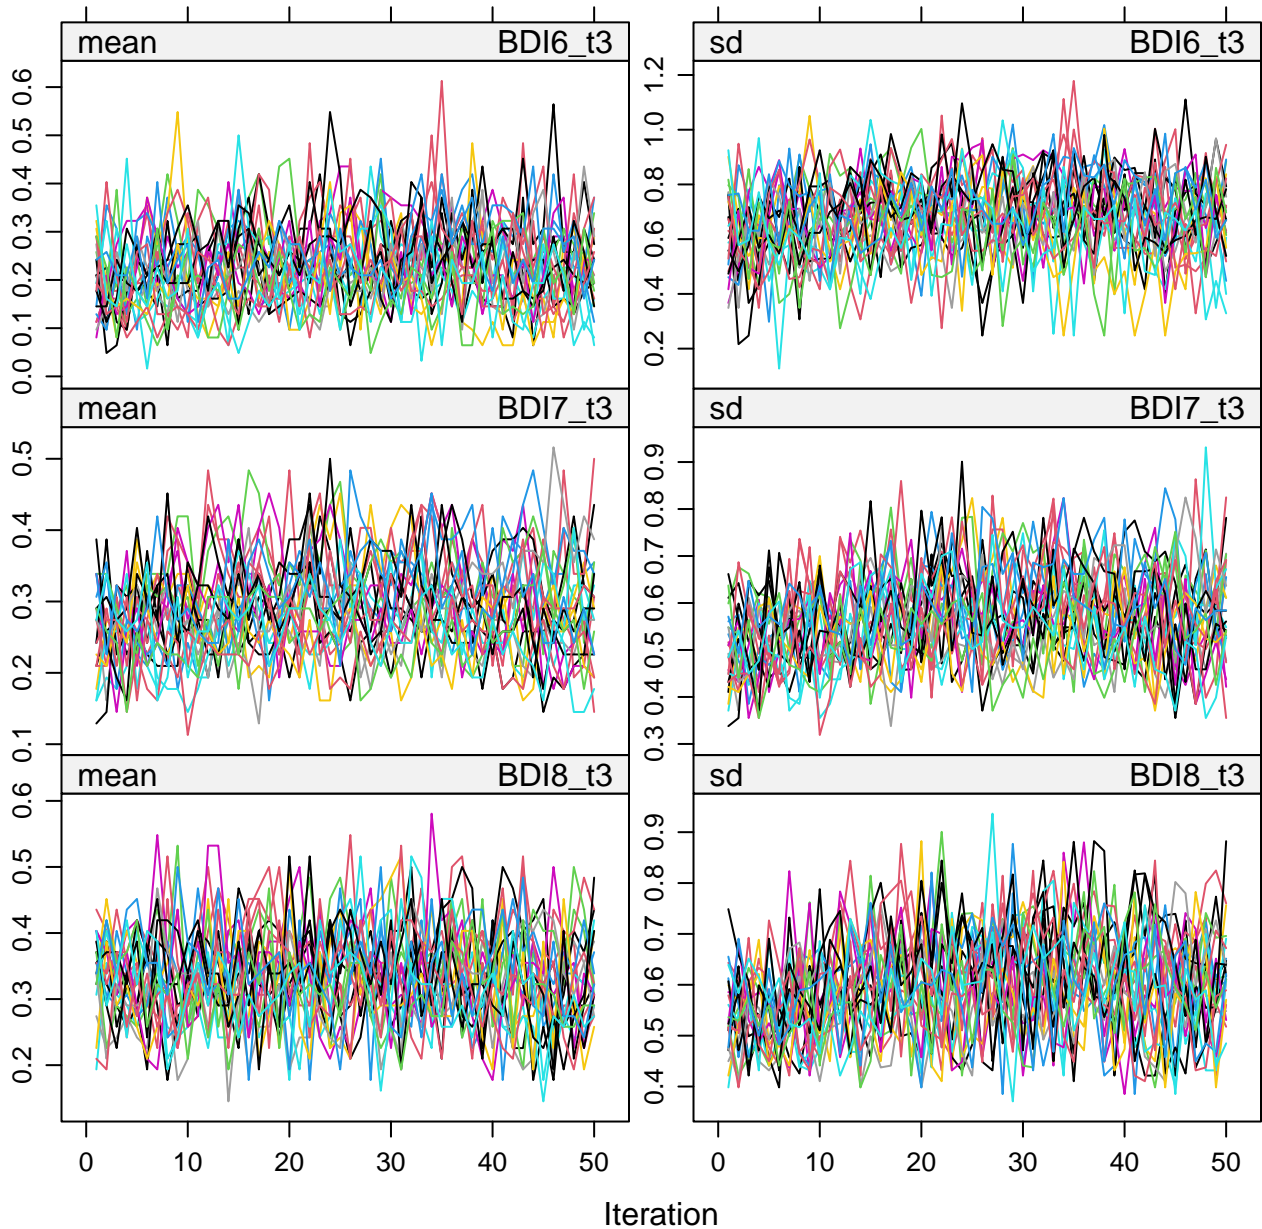 mean BDI6_t3 sd BDI6_t3
0.0 0.1 0.2 0.3 0.4 0.5 0.6
0.2 0.4 0.6 0.8 1.0 1.2
mean BDI7_t3 sd BDI7_t3
0.1 0.2 0.3 0.4 0.5
0.3 0.4 0.5 0.6 0.7 0.8 0.9
mean BDI8_t3 sd BDI8_t3
0.2 0.3 0.4 0.5 0.6
0.4 0.5 0.6 0.7 0.8 0.9
0 10 20 30 40 50 0 10 20 30 40 50
Iteration